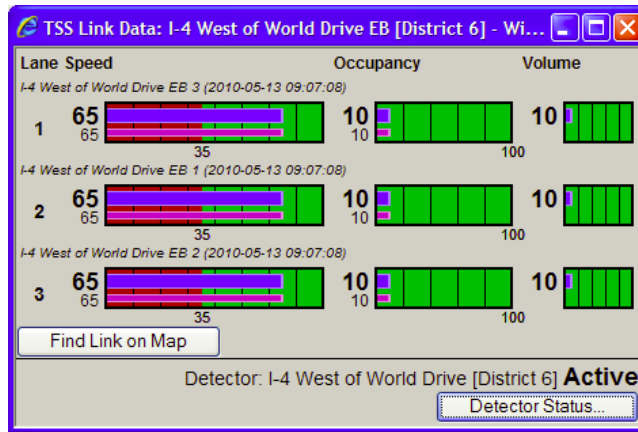 TSS Link Data: I-4 West of World Drive EB [District 6] - Wi...
Lane Speed Occupancy Volume
I-4 West of World Drive EB 3 (2010-05-13 09:07:08)
1 65 10 10
65 10
35 100
I-4 West of World Drive EB 1 (2010-05-13 09:07:08)
2 65 10 10
65 10
35 100
I-4 West of World Drive EB 2 (2010-05-13 09:07:08)
3 65 10 10
65 10
35 100
Find Link on Map
Detector: I-4 West of World Drive [District 6] Active
Detector Status...